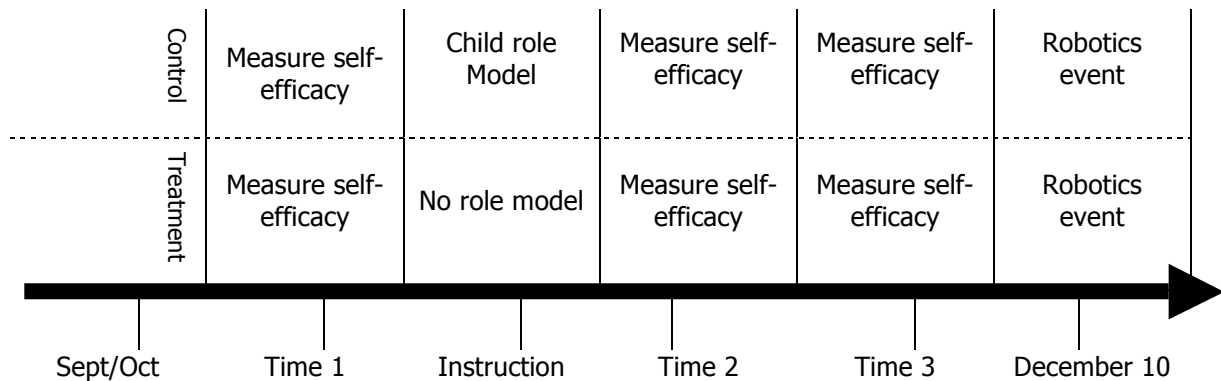 Control
Measure self-
efficacy
Child role
Model
Measure self-
efficacy
Measure self-
efficacy
Robotics
event
Treatment
Measure self-
efficacy
No role model
Measure self-
efficacy
Measure self-
efficacy
Robotics
event
Sept/Oct
Time 1
Instruction
Time 2
Time 3
December 10